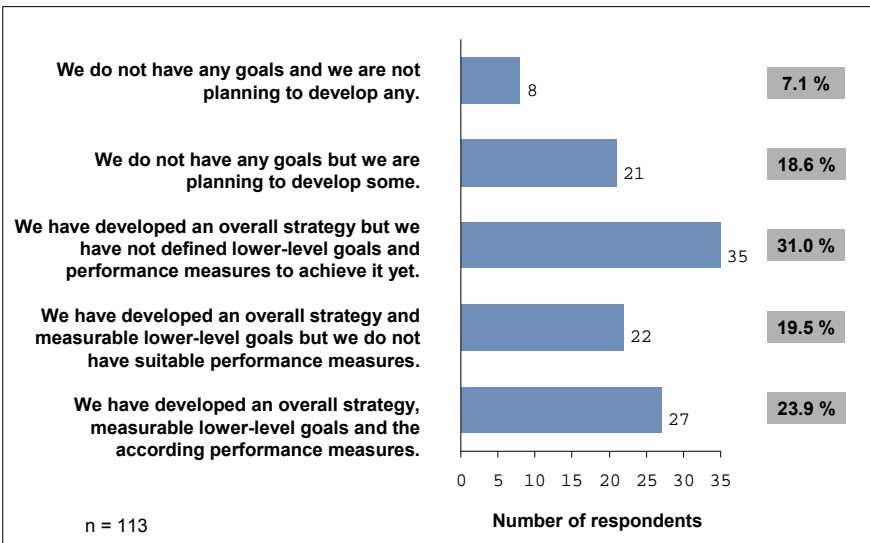 We do not have any goals and we are not
planning to develop any.
8
7.1 %
We do not have any goals but we are
planning to develop some.
21
18.6 %
We have developed an overall strategy but we
have not defined lower-level goals and
performance measures to achieve it yet.
35
31.0 %
We have developed an overall strategy and
measurable lower-level goals but we do not
have suitable performance measures.
22
19.5 %
We have developed an overall strategy,
measurable lower-level goals and the
according performance measures.
27
23.9 %
0 5 10 15 20 25 30 35
Number of respondents
n = 113